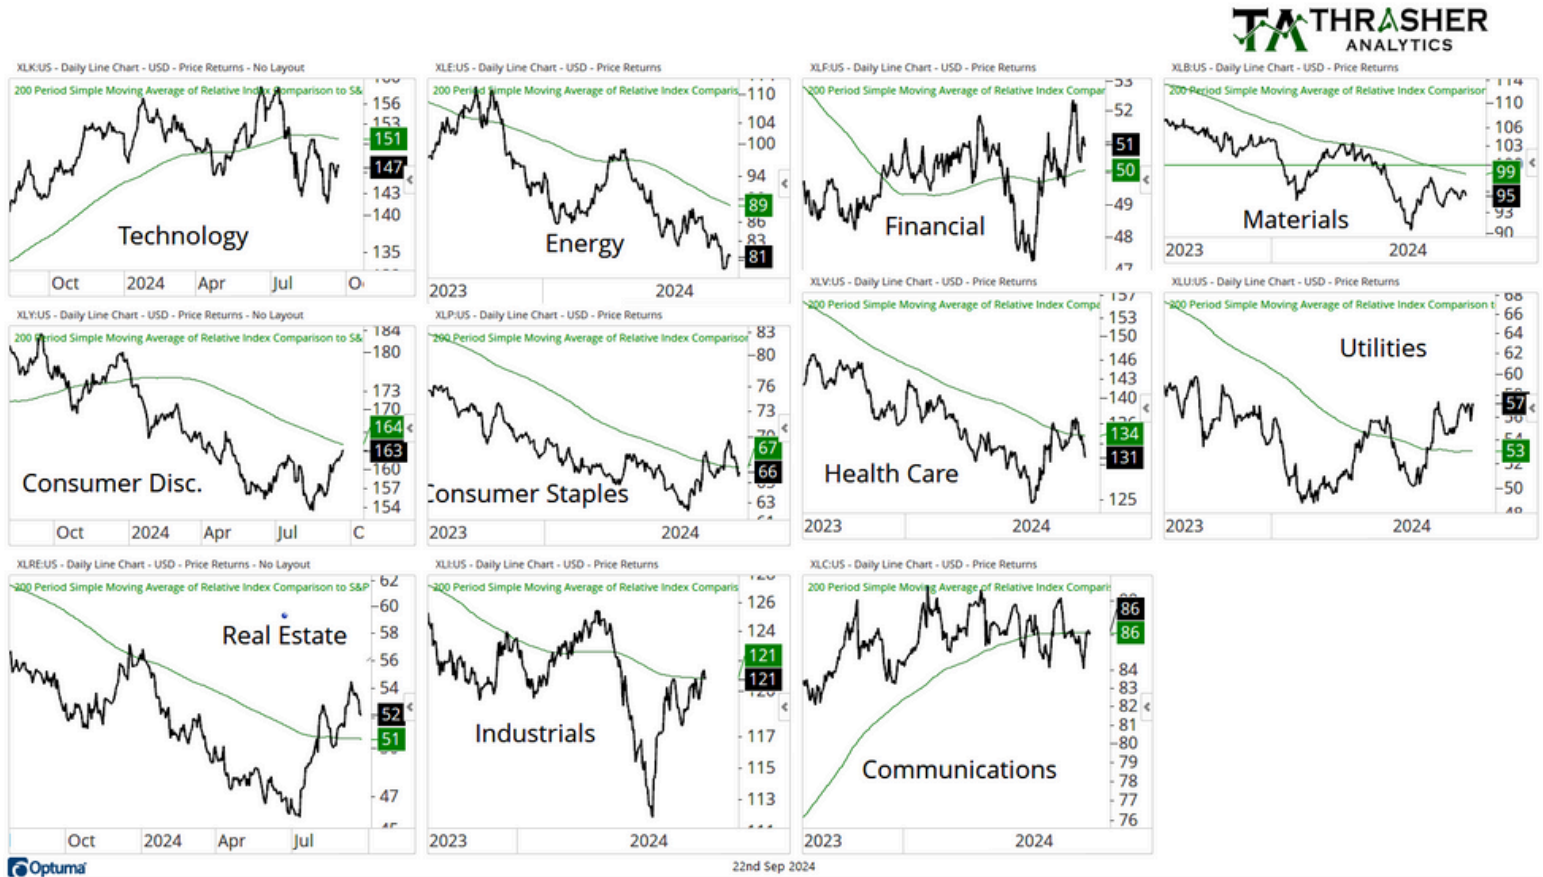 TA THRASHER
ANALYTICS
XLK:US - Daily Line Chart - USD - Price Returns - No Layout
200 Period Simple Moving Average of Relative Index Comparison to S&
156
153
151
147
143
140
135
Technology
Oct 2024 Apr Jul O
XLE:US - Daily Line Chart - USD - Price Returns
200 Period Simple Moving Average of Relative Index Comparis
110
104
100
94
89
86
83
81
Energy
2023 2024
XLF:US - Daily Line Chart - USD - Price Returns
200 Period Simple Moving Average of Relative Index Compar
53
52
51
50
49
48
47
Financial
XLB:US - Daily Line Chart - USD - Price Returns
200 Period Simple Moving Average of Relative Index Comparison
114
110
106
103
99
95
93
90
Materials
2023 2024
XLY:US - Daily Line Chart - USD - Price Returns - No Layout
200 Period Simple Moving Average of Relative Index Comparison to S&
184
180
173
170
164
163
160
157
154
Consumer Disc.
Oct 2024 Apr Jul O
XLP:US - Daily Line Chart - USD - Price Returns
200 Period Simple Moving Average of Relative Index Comparison
83
80
76
73
70
67
66
63
61
Consumer Staples
2023 2024
XLV:US - Daily Line Chart - USD - Price Returns
200 Period Simple Moving Average of Relative Index Compa
157
153
150
146
143
140
134
131
125
Health Care
2023 2024
XLU:US - Daily Line Chart - USD - Price Returns
200 Period Simple Moving Average of Relative Index Comparison t
68
66
64
62
60
57
56
54
53
52
50
48
Utilities
2023 2024
XLRE:US - Daily Line Chart - USD - Price Returns - No Layout
200 Period Simple Moving Average of Relative Index Comparison to S&P
62
60
58
56
54
52
51
47
45
Real Estate
Oct 2024 Apr Jul
XLI:US - Daily Line Chart - USD - Price Returns
200 Period Simple Moving Average of Relative Index Comparis
126
124
121
121
117
115
113
Industrials
2023 2024
XLC:US - Daily Line Chart - USD - Price Returns
200 Period Simple Moving Average of Relative Index Comparis
86
86
84
83
82
81
80
79
78
77
76
Communications
2023 2024
Optuma
22nd Sep 2024